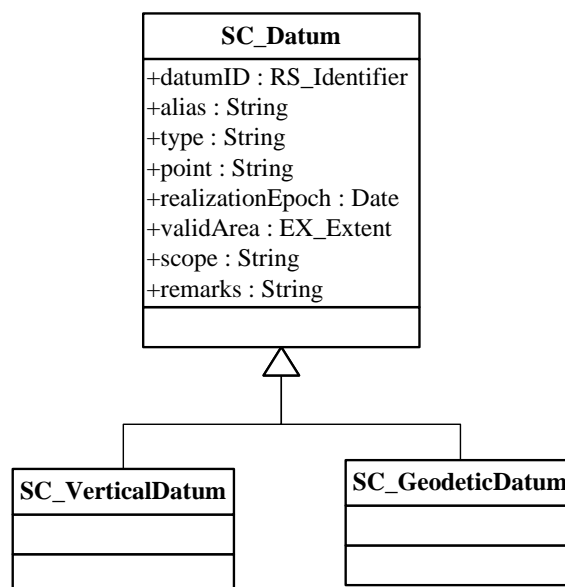 SC_Datum
+datumID : RS_Identifier
+alias : String
+type : String
+point : String
+realizationEpoch : Date
+validArea : EX_Extent
+scope : String
+remarks : String
SC_VerticalDatum
SC_GeodeticDatum